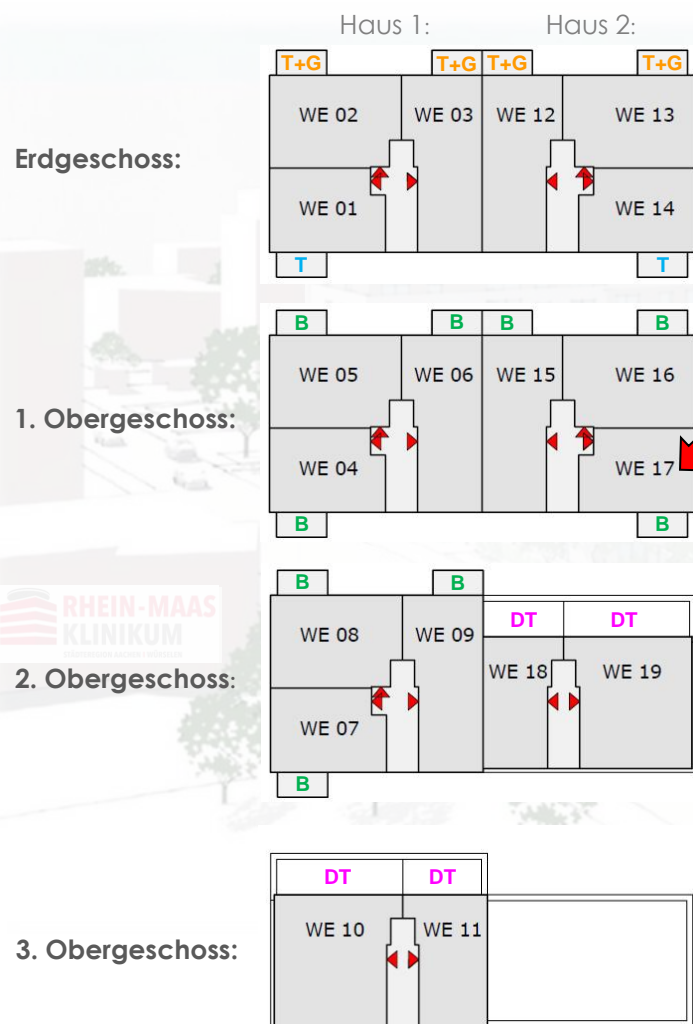 Haus 1: Haus 2:
T+G T+G T+G T+G
WE 02 WE 03 WE 12 WE 13
Erdgeschoss:
WE 01 WE 14
T T
B B B B
WE 05 WE 06 WE 15 WE 16
1. Obergeschoss:
WE 04 WE 17
B B
B B
RHEIN-MAAS
KLINIKUM
DT DT
WE 08 WE 09
WE 18 WE 19
2. Obergeschoss:
WE 07
B
DT DT
WE 10 WE 11
3. Obergeschoss: